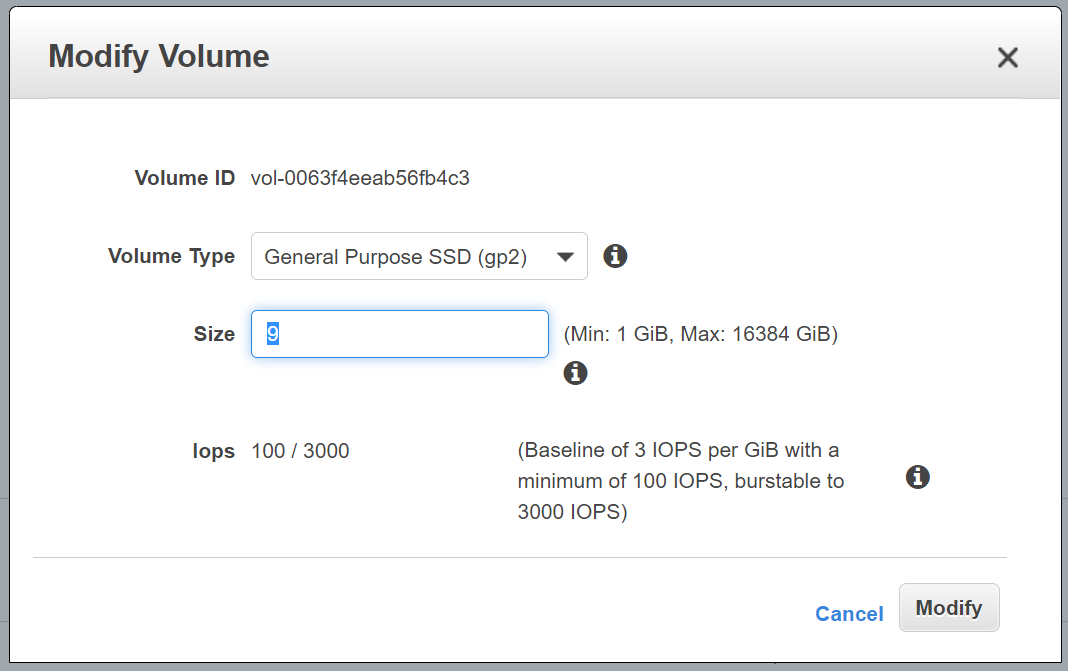 Modify Volume
Volume ID vol-0063f4eeab56fb4c3
Volume Type General Purpose SSD (gp2)
Size 9 (Min: 1 GiB, Max: 16384 GiB)
Iops 100 / 3000 (Baseline of 3 IOPS per GiB with a
minimum of 100 IOPS, burstable to
3000 IOPS)
Cancel Modify